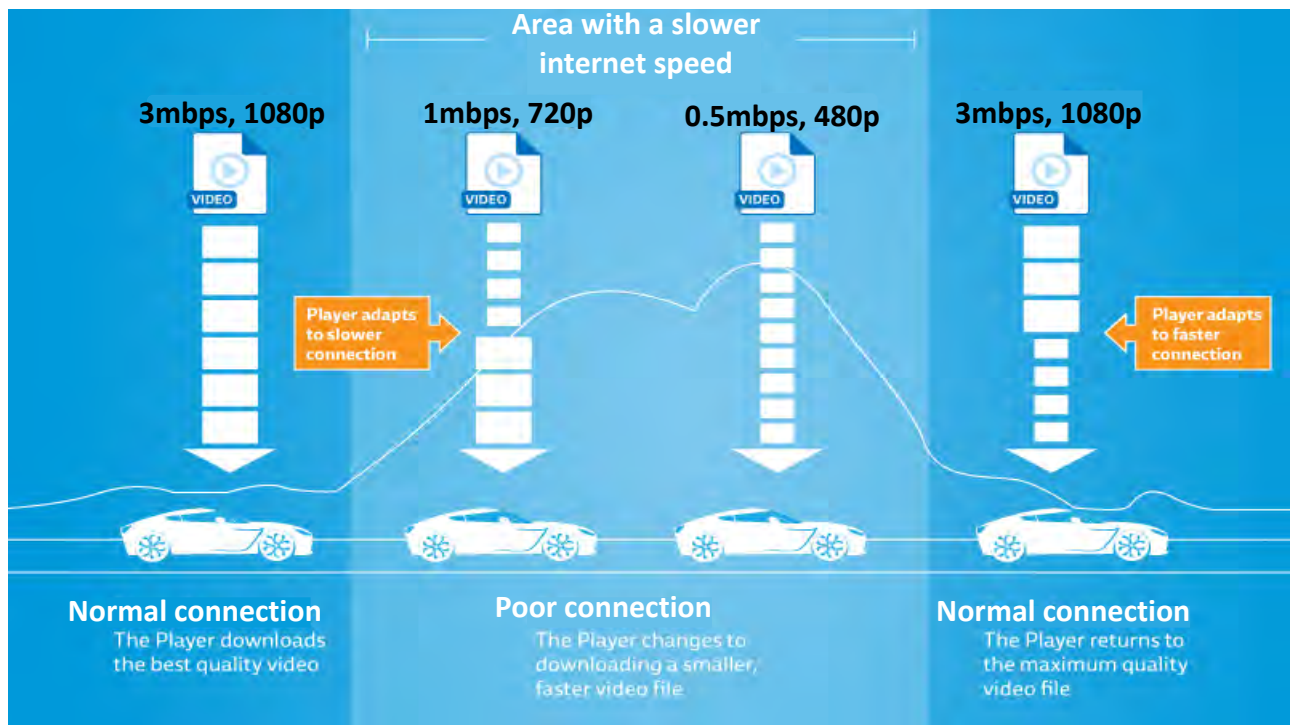 Area with a slower
internet speed
3mbps, 1080p
1mbps, 720p
0.5mbps, 480p
3mbps, 1080p
VIDEO
VIDEO
VIDEO
VIDEO
Player adapts
to slower
connection
Player adapts
to faster
connection
Normal connection
The Player downloads
the best quality video
Poor connection
The Player changes to
downloading a smaller,
faster video file
Normal connection
The Player returns to
the maximum quality
video file